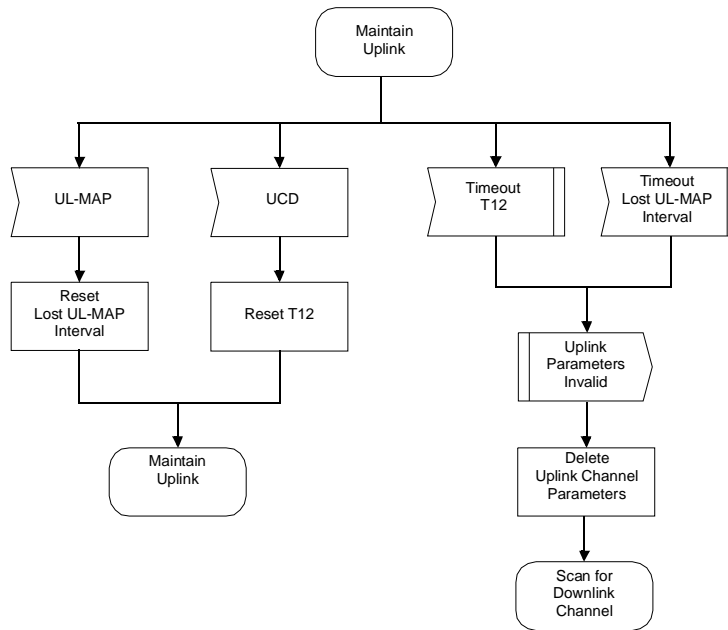 Maintain
Uplink
UL-MAP
UCD
Timeout
T12
Timeout
Lost UL-MAP
Interval
Reset
Lost UL-MAP
Interval
Reset T12
Uplink
Parameters
Invalid
Maintain
Uplink
Delete
Uplink Channel
Parameters
Scan for
Downlink
Channel